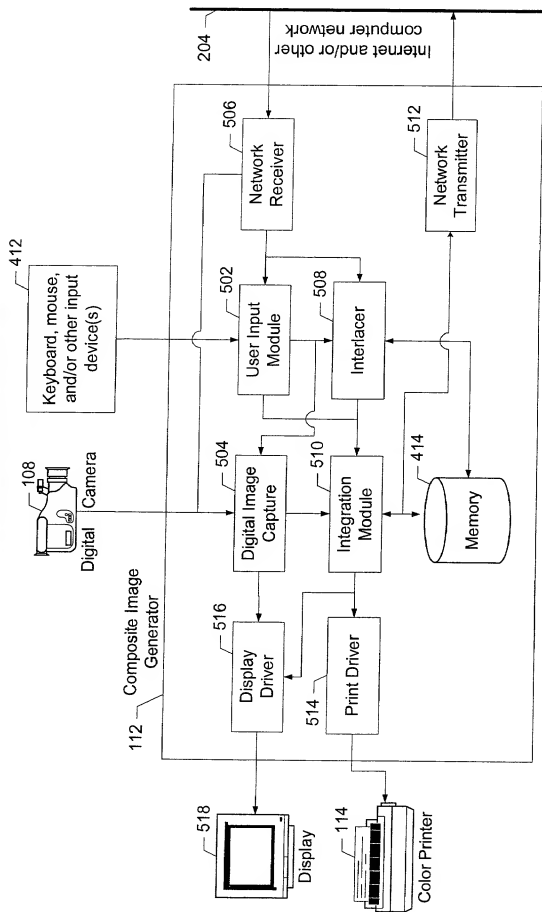 412
Keyboard, mouse,
and/or other input
device(s)
108
Digital
Camera
204
Internet and/or other
computer network
112
Composite Image
Generator
506
Network
Receiver
502
User Input
Module
504
Digital Image
Capture
516
Display
Driver
518
Display
508
Interlacer
510
Integration
Module
514
Print Driver
114
Color Printer
512
Network
Transmitter
414
Memory